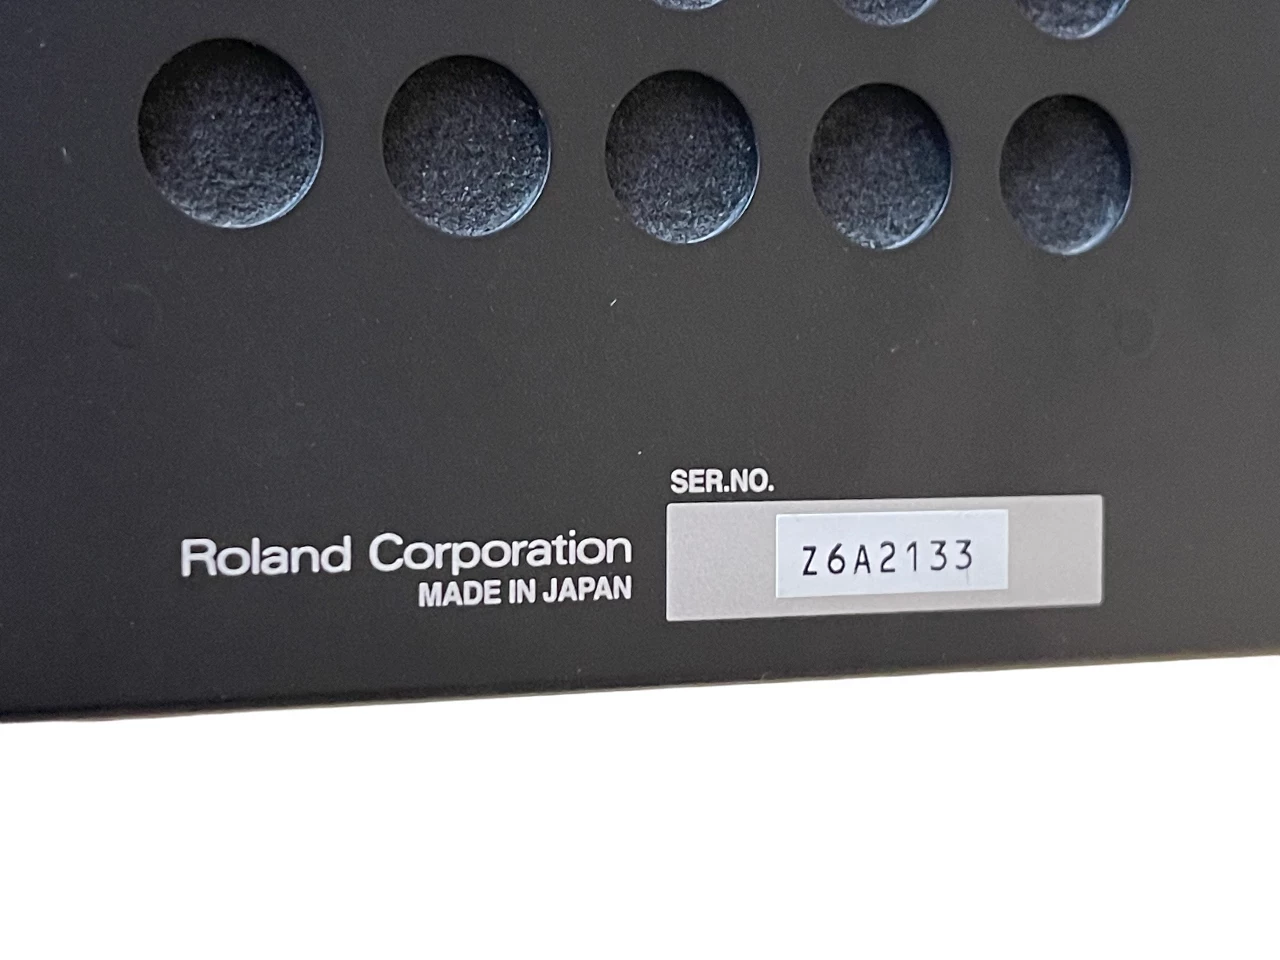 SER.NO.
Roland Corporation
MADE IN JAPAN
Z6A2133